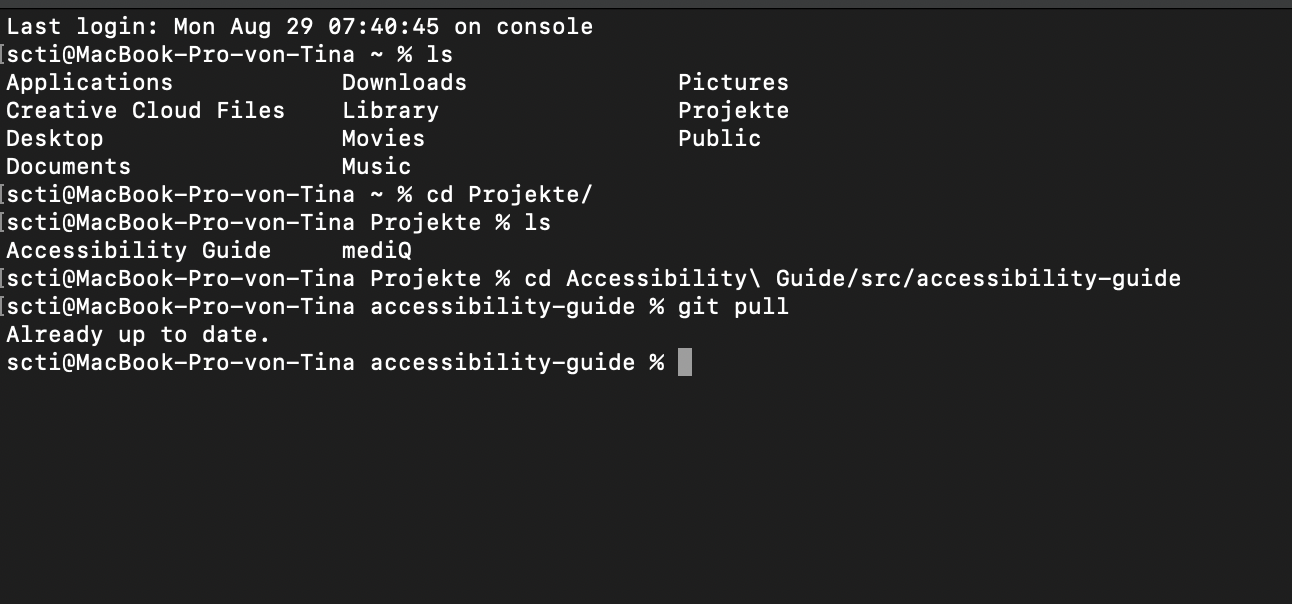 Last login: Mon Aug 29 07:40:45 on console
scti@MacBook-Pro-von-Tina ~ % ls
Applications Downloads Pictures
Creative Cloud Files Library Projekte
Desktop Movies Public
Documents Music
scti@MacBook-Pro-von-Tina ~ % cd Projekte/
scti@MacBook-Pro-von-Tina Projekte % ls
Accessibility Guide mediQ
scti@MacBook-Pro-von-Tina Projekte % cd Accessibility\ Guide/src/accessibility-guide
scti@MacBook-Pro-von-Tina accessibility-guide % git pull
Already up to date.
scti@MacBook-Pro-von-Tina accessibility-guide %